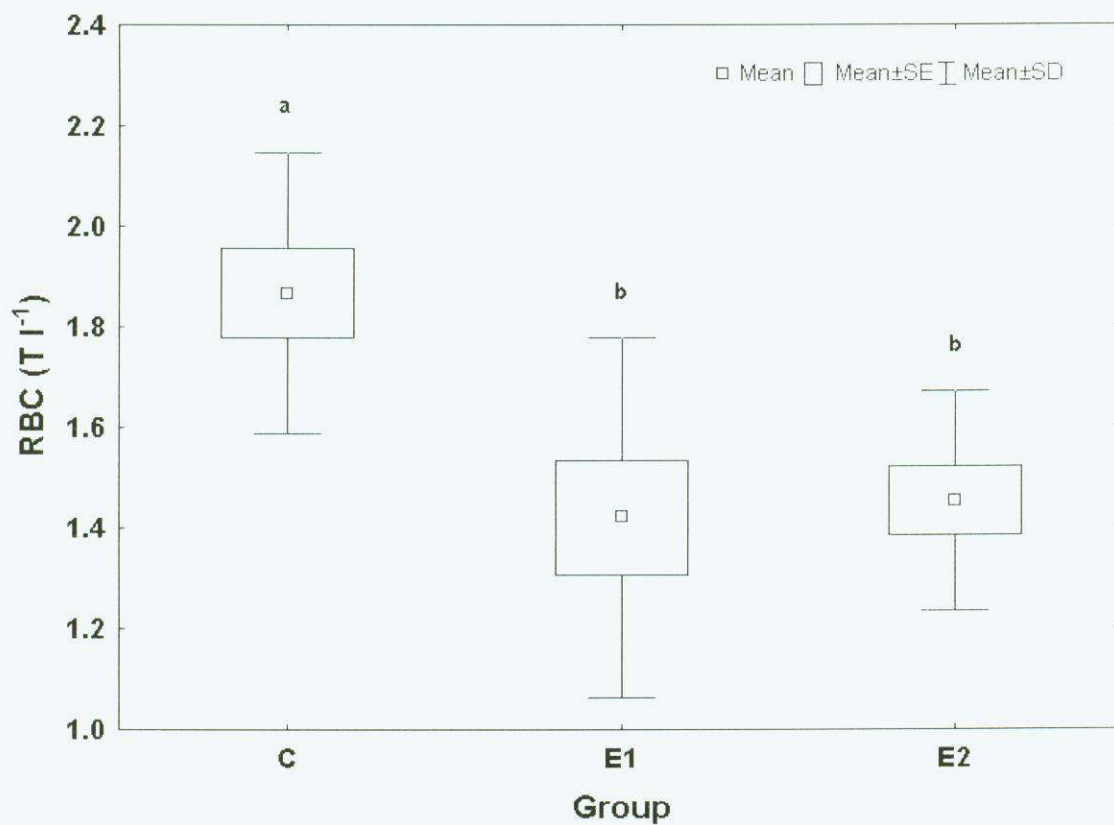 2.4
Mean Mean±SE Mean±SD
a
2.2
2.0
b
1.8
b
RBC (T l⁻¹)
1.6
1.4
1.2
1.0
C E1 E2
Group